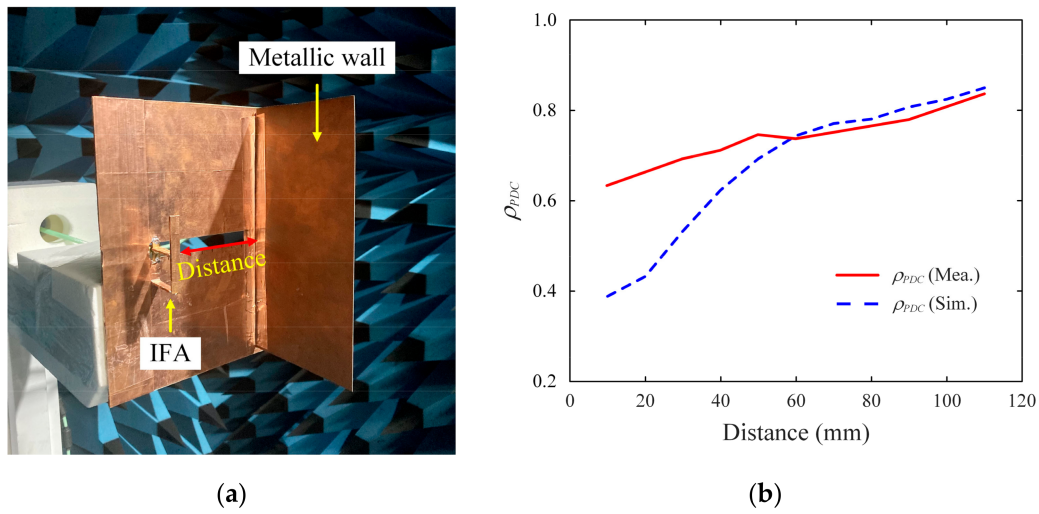 Metallic wall
Distance
IFA
(a)
1.0
0.8
0.6
0.4
0.2
ρPDC
ρPDC (Mea.)
ρPDC (Sim.)
0 20 40 60 80 100 120
Distance (mm)
(b)